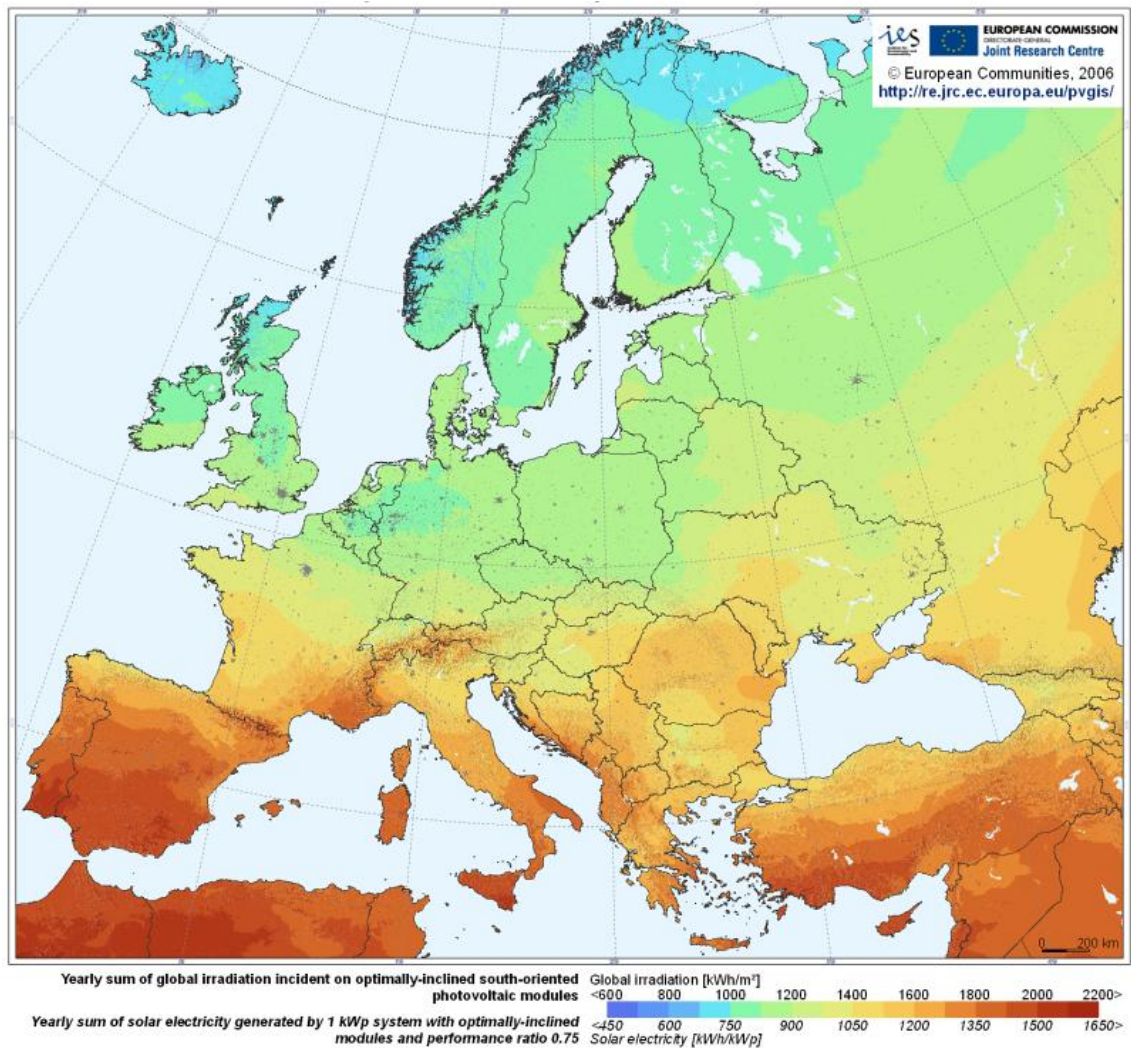 ies
EUROPEAN COMMISSION
DIRECTORATE-GENERAL
Joint Research Centre
© European Communities, 2006
http://re.jrc.ec.europa.eu/pvgis/
0 200 km
Yearly sum of global irradiation incident on optimally-inclined south-oriented
photovoltaic modules
Yearly sum of solar electricity generated by 1 kWp system with optimally-inclined
modules and performance ratio 0.75
Global irradiation [kWh/m²]
<600 800 1000 1200 1400 1600 1800 2000 2200>
<450 600 750 900 1050 1200 1350 1500 1650>
Solar electricity [kWh/kWp]